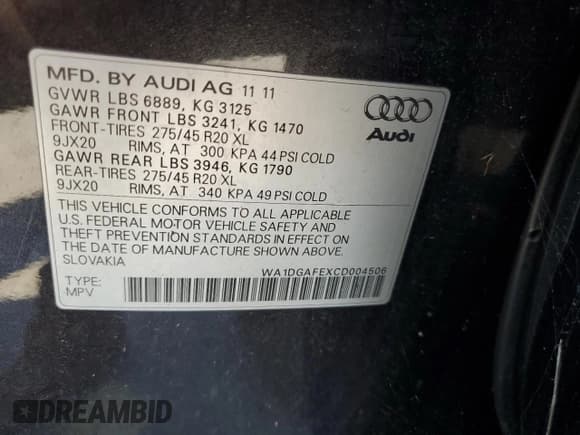 MFD. BY AUDI AG 11 11
GVWR LBS 6889, KG 3125
GAWR FRONT LBS 3241, KG 1470
FRONT-TIRES 275/45 R20 XL
9JX20 RIMS, AT 300 KPA 44 PSI COLD
GAWR REAR LBS 3946, KG 1790
REAR-TIRES 275/45 R20 XL
9JX20 RIMS, AT 340 KPA 49 PSI COLD
Audi
THIS VEHICLE CONFORMS TO ALL APPLICABLE
U.S. FEDERAL MOTOR VEHICLE SAFETY AND
THEFT PREVENTION STANDARDS IN EFFECT ON
THE DATE OF MANUFACTURE SHOWN ABOVE.
SLOVAKIA
WA1DGAFEXCD004506
TYPE:
MPV
DREAMBID